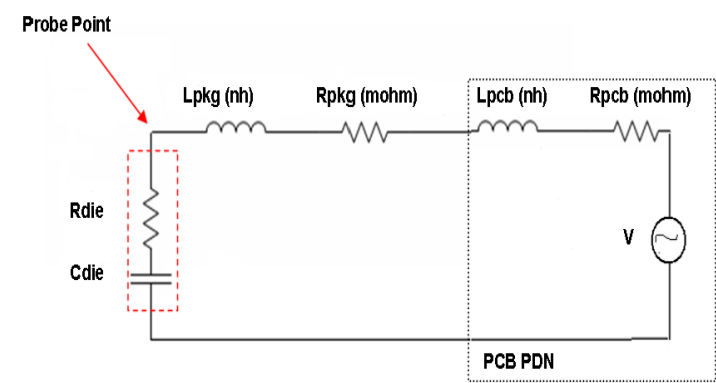 Probe Point
Lpkg (nh)
Rpkg (mohm)
Lpcb (nh)
Rpcb (mohm)
Rdie
V
Cdie
PCB PDN